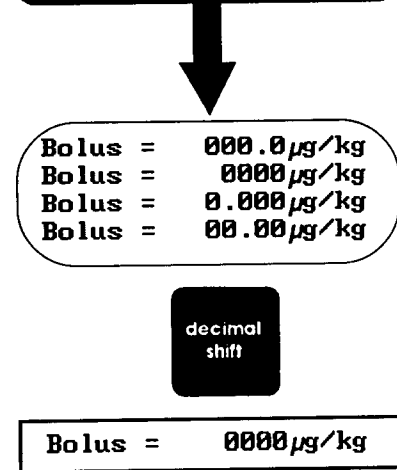 Bolus = 000.0µg/kg
Bolus = 0000µg/kg
Bolus = 0.000µg/kg
Bolus = 00.00µg/kg
decimal
shift
Bolus = 0000µg/kg